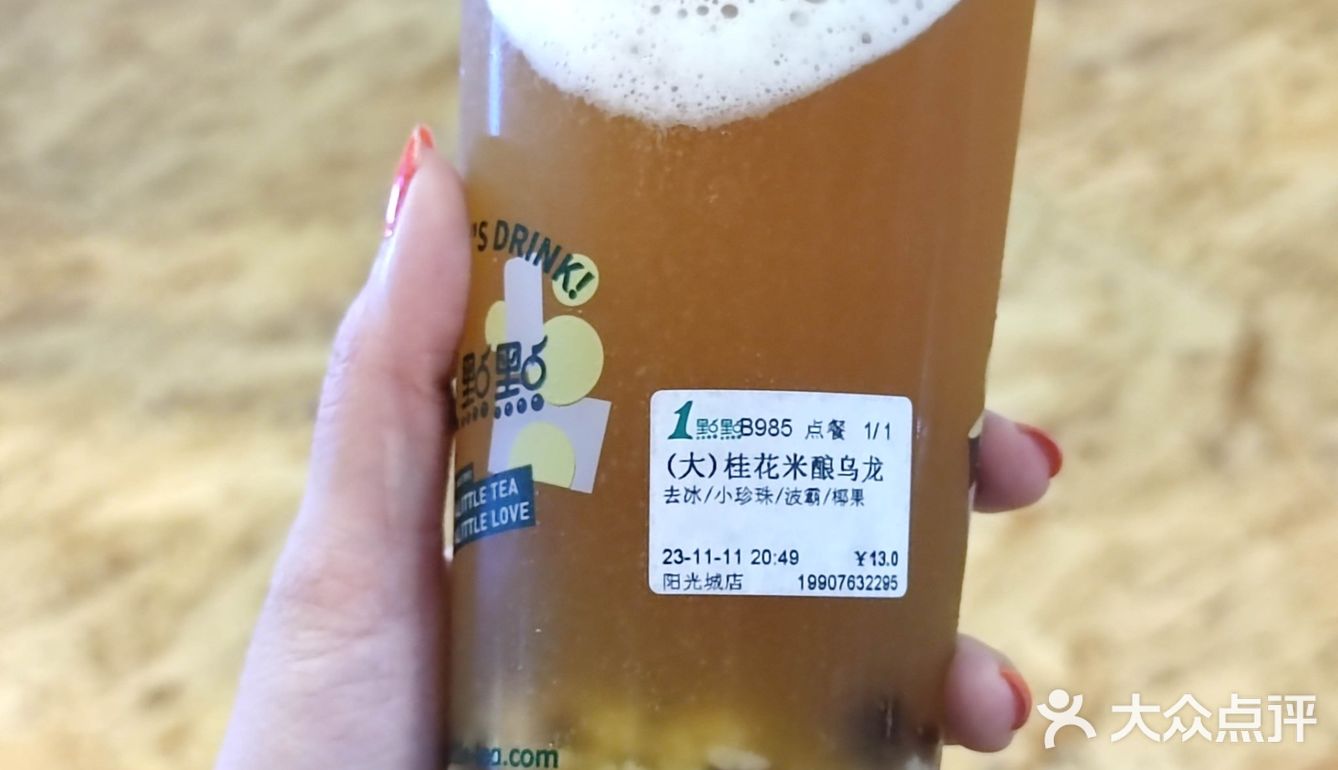 'S DRINK!
點點
LITTLE TEA
LITTLE LOVE
1點點B985 点餐 1/1
(大)桂花米酿乌龙
去冰/小珍珠/波霸/椰果
23-11-11 20:49 ￥13.0
阳光城店 19907632295
.com
大众点评